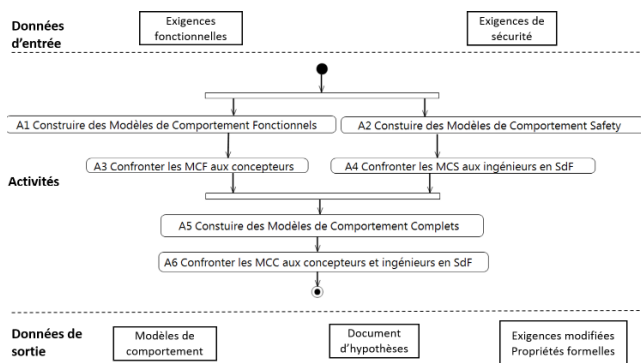 Données
d'entrée
Exigences
fonctionnelles
Exigences de
sécurité
A1 Construire des Modèles de Comportement Fonctionnels
A2 Constuire des Modèles de Comportement Safety
A3 Confronter les MCF aux concepteurs
A4 Confronter les MCS aux ingénieurs en SdF
Activités
A5 Constuire des Modèles de Comportement Complets
A6 Confronter les MCC aux concepteurs et ingénieurs en SdF
Données de
sortie
Modèles de
comportement
Document
d'hypothèses
Exigences modifiées
Propriétés formelles